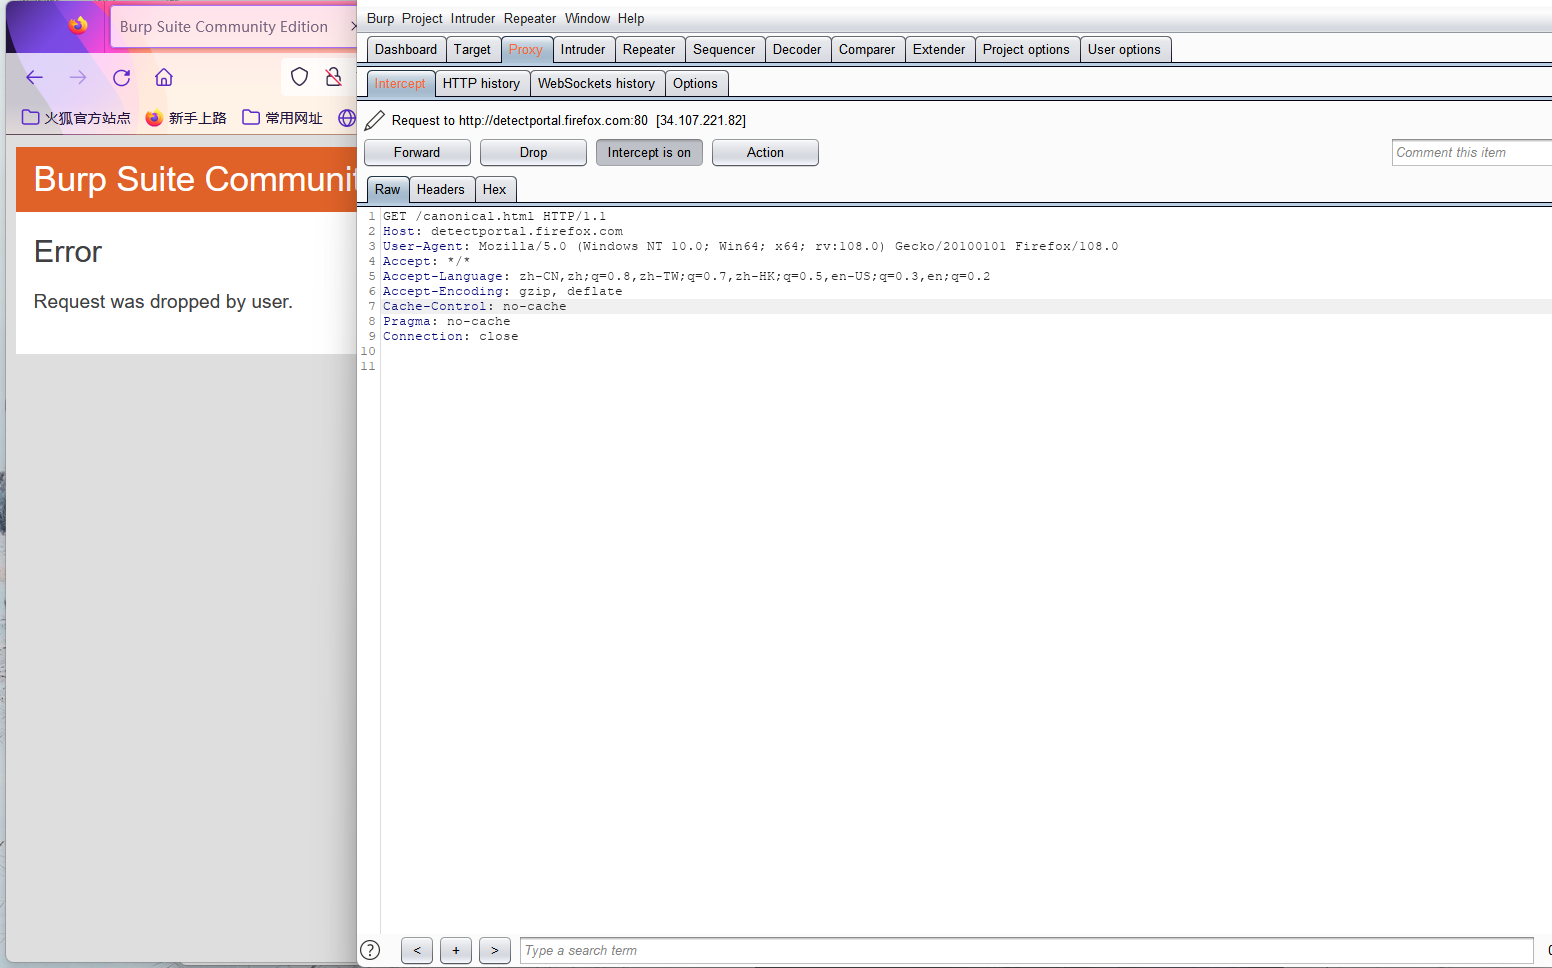 Burp Suite Community Edition
火狐官方站点 新手上路 常用网址
Burp Suite Communit
Error
Request was dropped by user.
Burp Project Intruder Repeater Window Help
Dashboard Target Proxy Intruder Repeater Sequencer Decoder Comparer Extender Project options User options
Intercept HTTP history WebSockets history Options
Request to http://detectportal.firefox.com:80 [34.107.221.82]
Forward Drop Intercept is on Action Comment this item
Raw Headers Hex
1 GET /canonical.html HTTP/1.1
2 Host: detectportal.firefox.com
3 User-Agent: Mozilla/5.0 (Windows NT 10.0; Win64; x64; rv:108.0) Gecko/20100101 Firefox/108.0
4 Accept: */*
5 Accept-Language: zh-CN,zh;q=0.8,zh-TW;q=0.7,zh-HK;q=0.5,en-US;q=0.3,en;q=0.2
6 Accept-Encoding: gzip, deflate
7 Cache-Control: no-cache
8 Pragma: no-cache
9 Connection: close
10
11
? < + > Type a search term